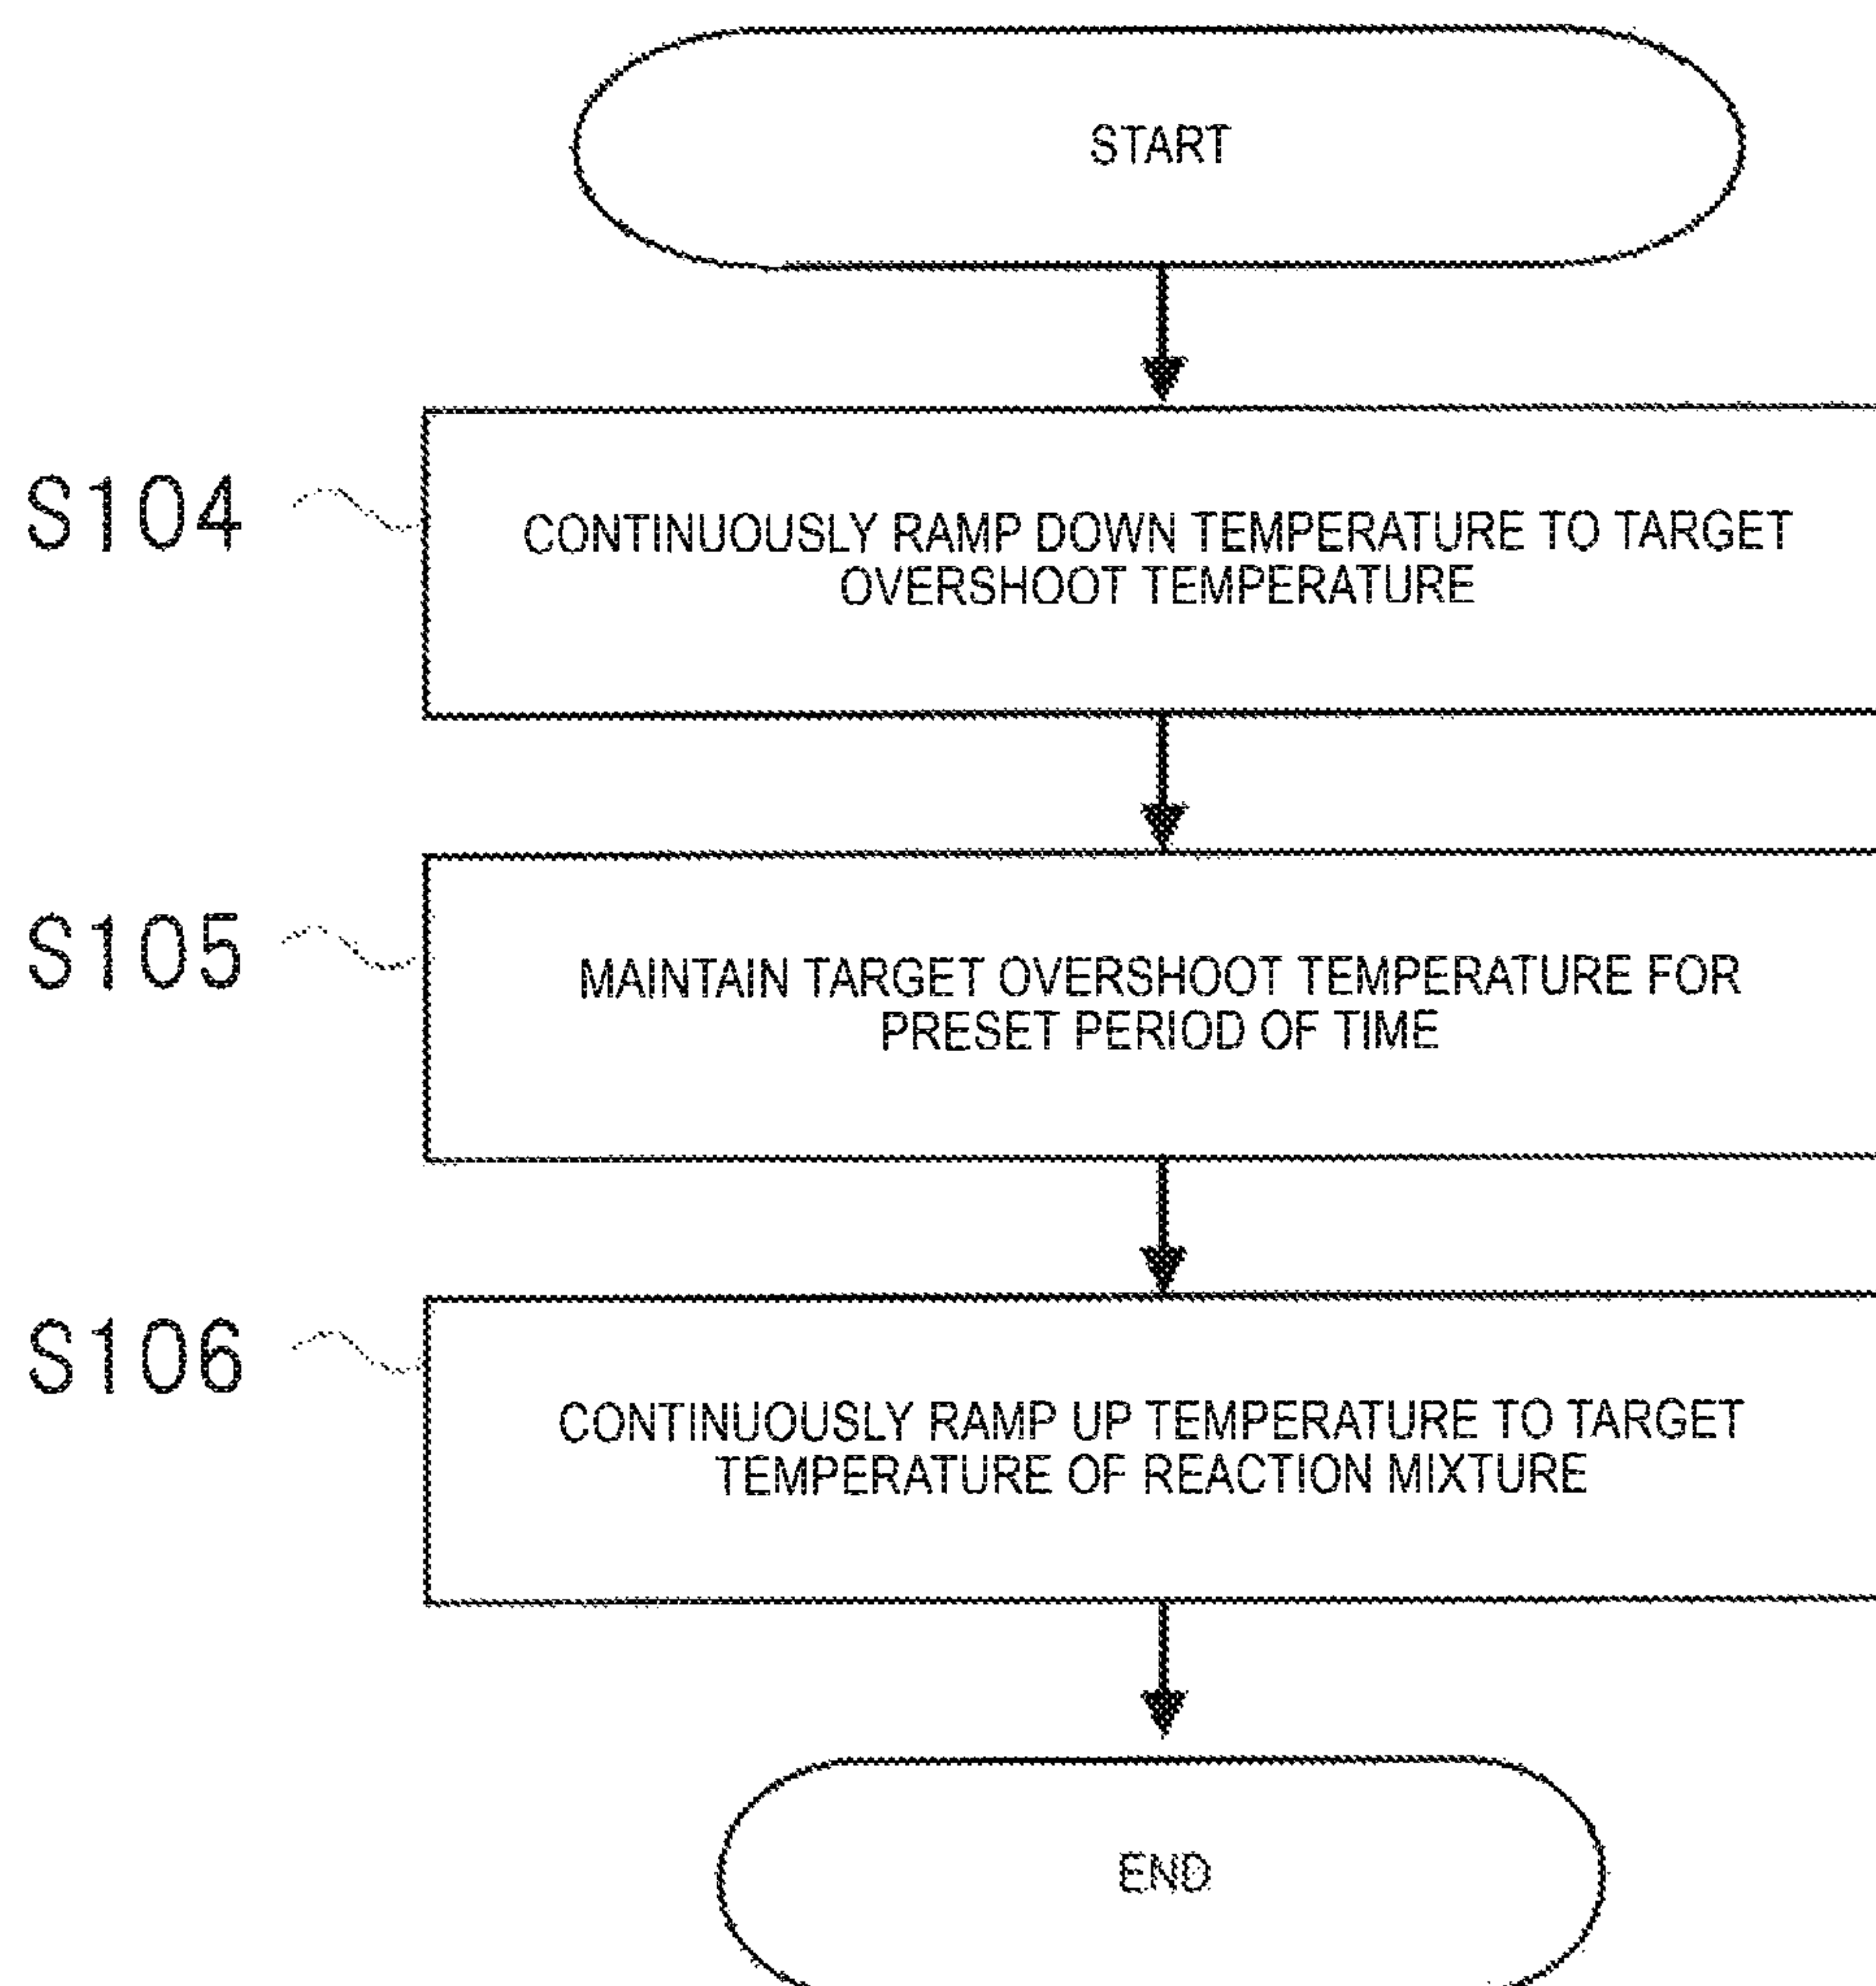 START
S104
CONTINUOUSLY RAMP DOWN TEMPERATURE TO TARGET
OVERSHOOT TEMPERATURE
S105
MAINTAIN TARGET OVERSHOOT TEMPERATURE FOR
PRESET PERIOD OF TIME
S106
CONTINUOUSLY RAMP UP TEMPERATURE TO TARGET
TEMPERATURE OF REACTION MIXTURE
END